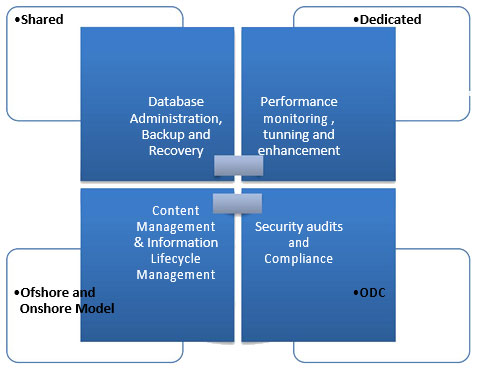 •Shared
•Dedicated
Database
Administration,
Backup and
Recovery
Performance
monitoring ,
tunning and
enhancement
Content
Management
& Information
Lifecycle
Management
Security audits
and
Compliance
•Ofshore and
Onshore Model
•ODC